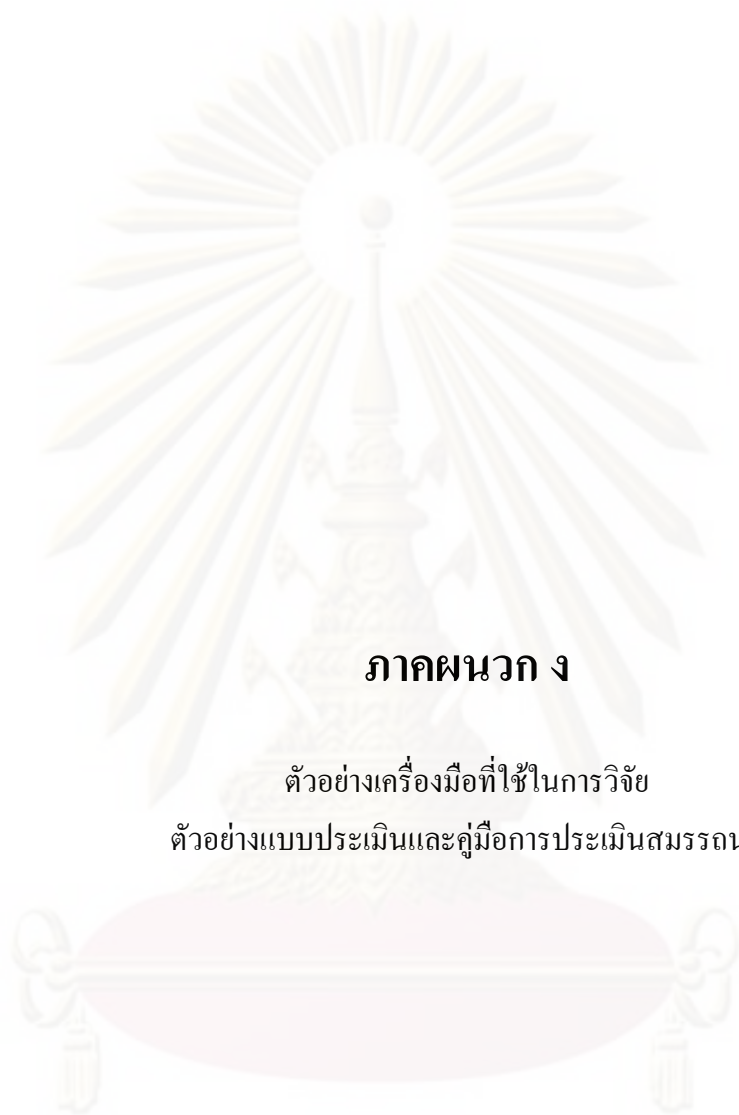 ภาคผนวก ง
ตัวอย่างเครื่องมือที่ใช้ในการวิจัย
ตัวอย่างแบบประเมินและคู่มือการประเมินสมรรถน